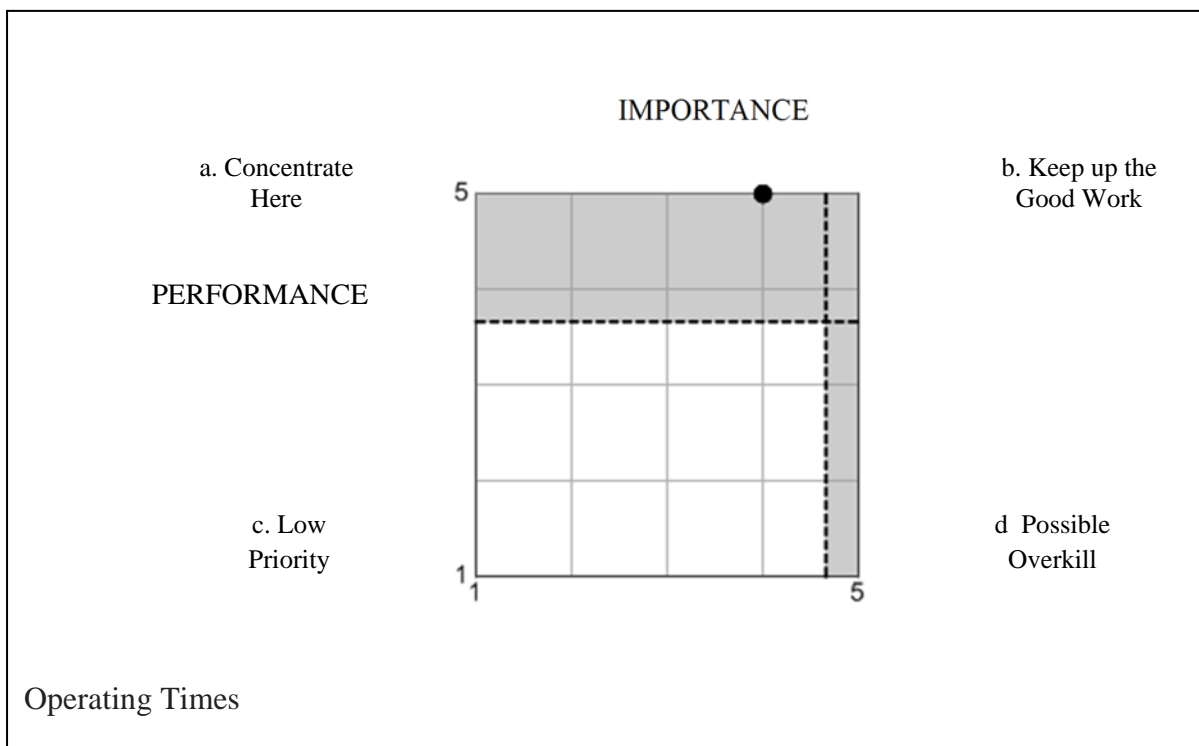 IMPORTANCE
a. Concentrate
Here
b. Keep up the
Good Work
5
PERFORMANCE
c. Low
Priority
d Possible
Overkill
1
1
5
Operating Times